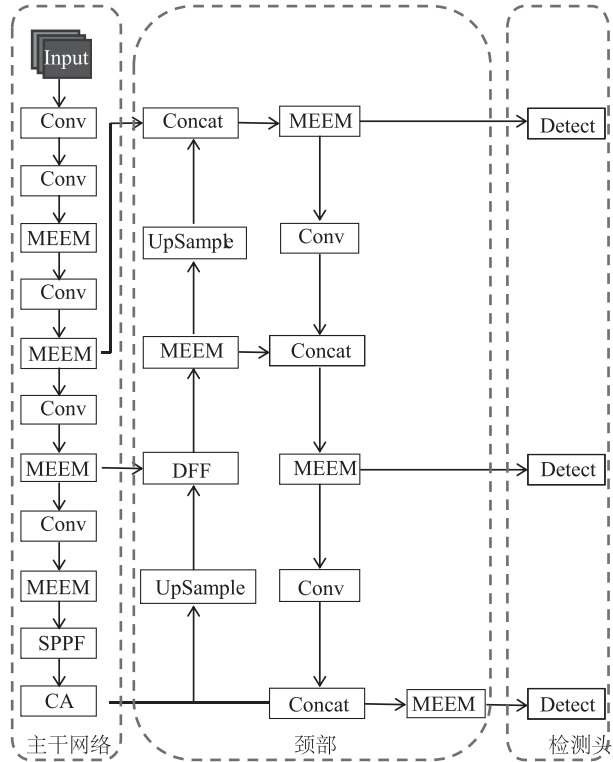 Input
Conv
Conv
MEEM
Conv
MEEM
Conv
MEEM
Conv
MEEM
SPPF
CA
主干网络
Concat
UpSample
MEEM
DFF
UpSample
MEEM
Conv
Concat
MEEM
Conv
Concat
MEEM
颈部
Detect
Detect
Detect
检测头